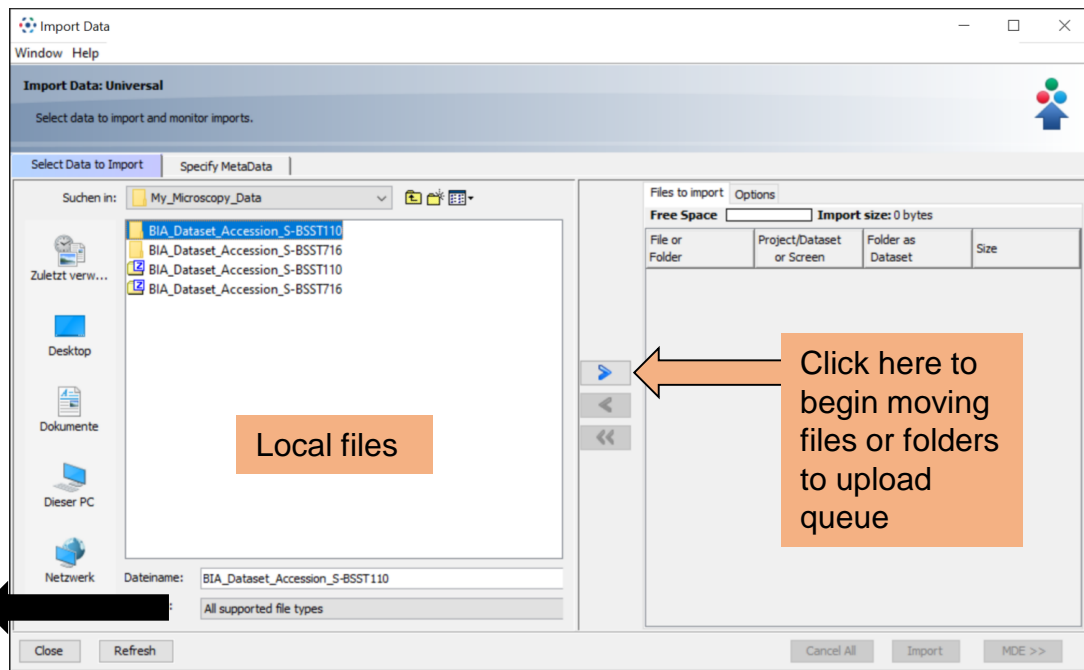 Import Data
Window Help
Import Data: Universal
Select data to import and monitor imports.
Select Data to Import
Specify MetaData
Suchen in:
My_Microscopy_Data
BIA_Dataset_Accession_S-BSST110
BIA_Dataset_Accession_S-BSST716
BIA_Dataset_Accession_S-BSST110
BIA_Dataset_Accession_S-BSST716
Zuletzt verw...
Desktop
Dokumente
Dieser PC
Netzwerk
Local files
Dateiname:
BIA_Dataset_Accession_S-BSST110
:
All supported file types
Files to import
Options
Free Space
Import size: 0 bytes
File or
Folder
Project/Dataset
or Screen
Folder as
Dataset
Size
Click here to
begin moving
files or folders
to upload
queue
Close
Refresh
Cancel All
Import
MDE >>